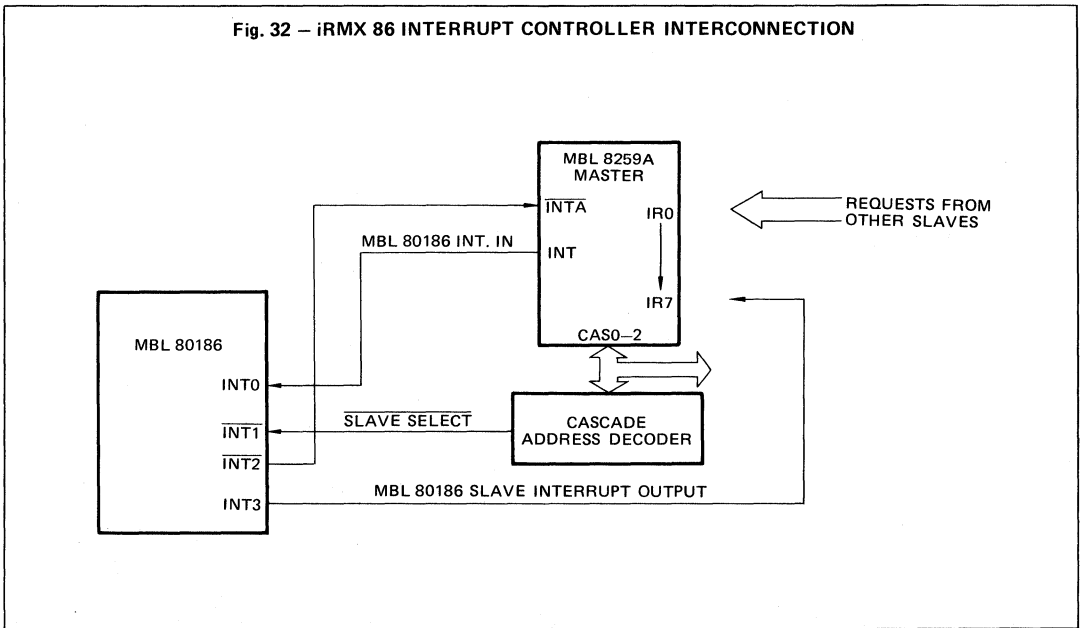 Fig. 32 – iRMX 86 INTERRUPT CONTROLLER INTERCONNECTION
MBL 8259A
MASTER
INTA
IR0
REQUESTS FROM
OTHER SLAVES
MBL 80186 INT. IN
INT
IR7
MBL 80186
CAS0–2
INT0
SLAVE SELECT
CASCADE
ADDRESS DECODER
INT1
INT2
MBL 80186 SLAVE INTERRUPT OUTPUT
INT3